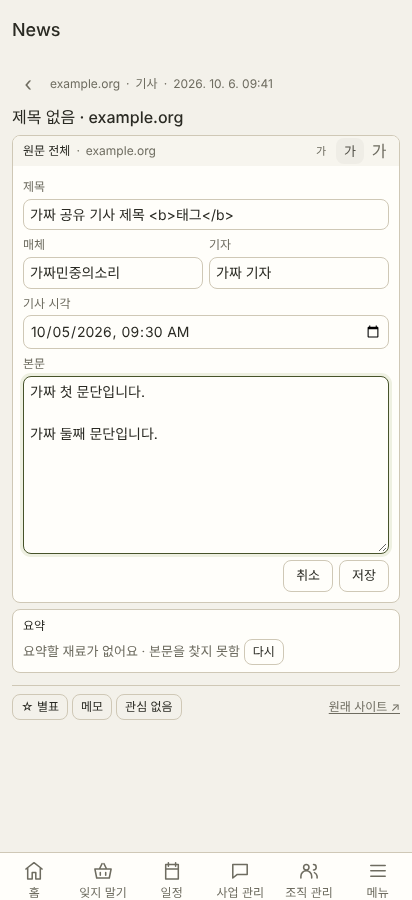 News
example.org · 기사 · 2026. 10. 6. 09:41
제목 없음 · example.org
원문 전체 · example.org 가 가 가
제목
가짜 공유 기사 제목 <b>태그</b>
매체 기자
가짜민중의소리 가짜 기자
기사 시각
10/05/2026, 09:30 AM
본문
가짜 첫 문단입니다.
가짜 둘째 문단입니다.
취소 저장
요약
요약할 재료가 없어요 · 본문을 찾지 못함 다시
☆ 별표 메모 관심 없음 원래 사이트 ↗
홈 잊지 말기 일정 사업 관리 조직 관리 메뉴